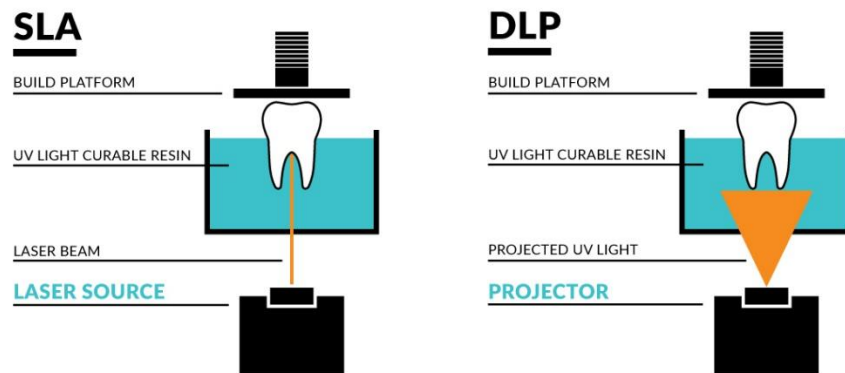 SLA
BUILD PLATFORM
UV LIGHT CURABLE RESIN
LASER BEAM
LASER SOURCE
DLP
BUILD PLATFORM
UV LIGHT CURABLE RESIN
PROJECTED UV LIGHT
PROJECTOR